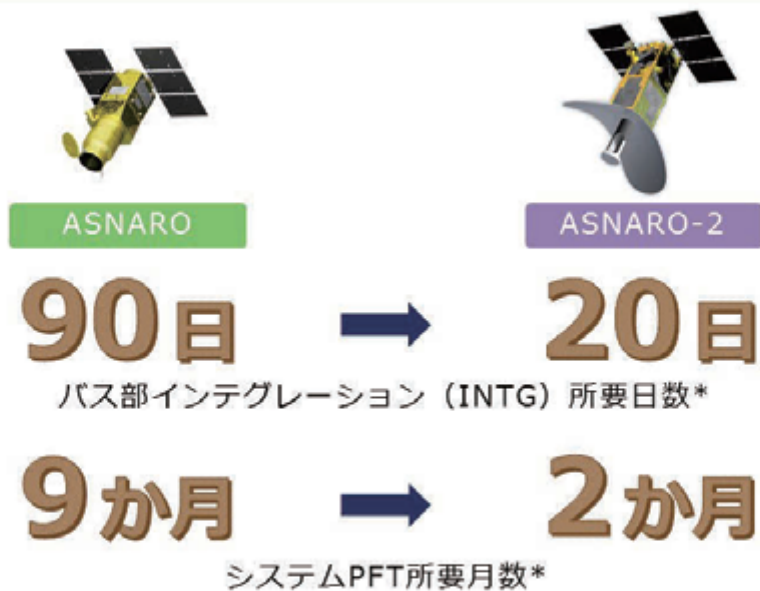 ASNARO ASNARO-2
90日 20日
バス部インテグレーション（INTG）所要日数*
9か月 2か月
システムPFT所要月数*